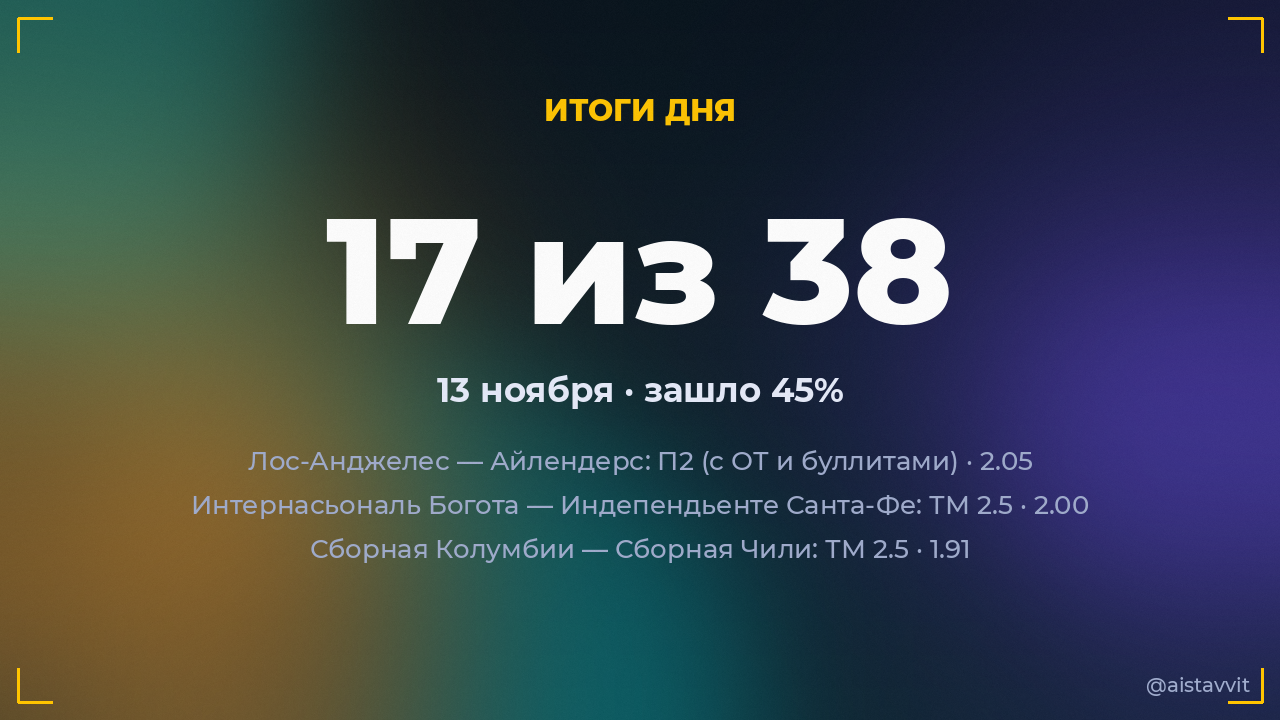 ИТОГИ ДНЯ
17 из 38
13 ноября · зашло 45%
Лос-Анджелес — Айлендерс: П2 (с ОТ и буллитами) · 2.05
Интернасьональ Богота — Индепендьенте Санта-Фе: ТМ 2.5 · 2.00
Сборная Колумбии — Сборная Чили: ТМ 2.5 · 1.91
@aistavvit